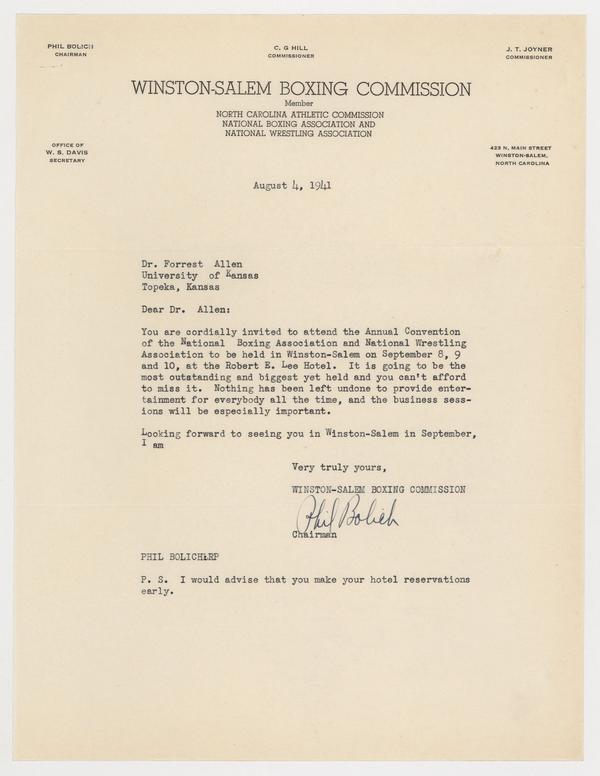 PHIL BOLICH
CHAIRMAN
C. G HILL
COMMISSIONER
J. T. JOYNER
COMMISSIONER
WINSTON-SALEM BOXING COMMISSION
Member
NORTH CAROLINA ATHLETIC COMMISSION
NATIONAL BOXING ASSOCIATION AND
NATIONAL WRESTLING ASSOCIATION
OFFICE OF
W. S. DAVIS
SECRETARY
423 N. MAIN STREET
WINSTON-SALEM,
NORTH CAROLINA
August 4, 1941
Dr. Forrest Allen
University of Kansas
Topeka, Kansas
Dear Dr. Allen:
You are cordially invited to attend the Annual Convention
of the National Boxing Association and National Wrestling
Association to be held in Winston-Salem on September 8, 9
and 10, at the Robert E. Lee Hotel. It is going to be the
most outstanding and biggest yet held and you can't afford
to miss it. Nothing has been left undone to provide enter-
tainment for everybody all the time, and the business sess-
ions will be especially important.
Looking forward to seeing you in Winston-Salem in September,
I am
Very truly yours,
WINSTON-SALEM BOXING COMMISSION
Phil Bolich
Chairman
PHIL BOLICH:RP
P. S. I would advise that you make your hotel reservations
early.